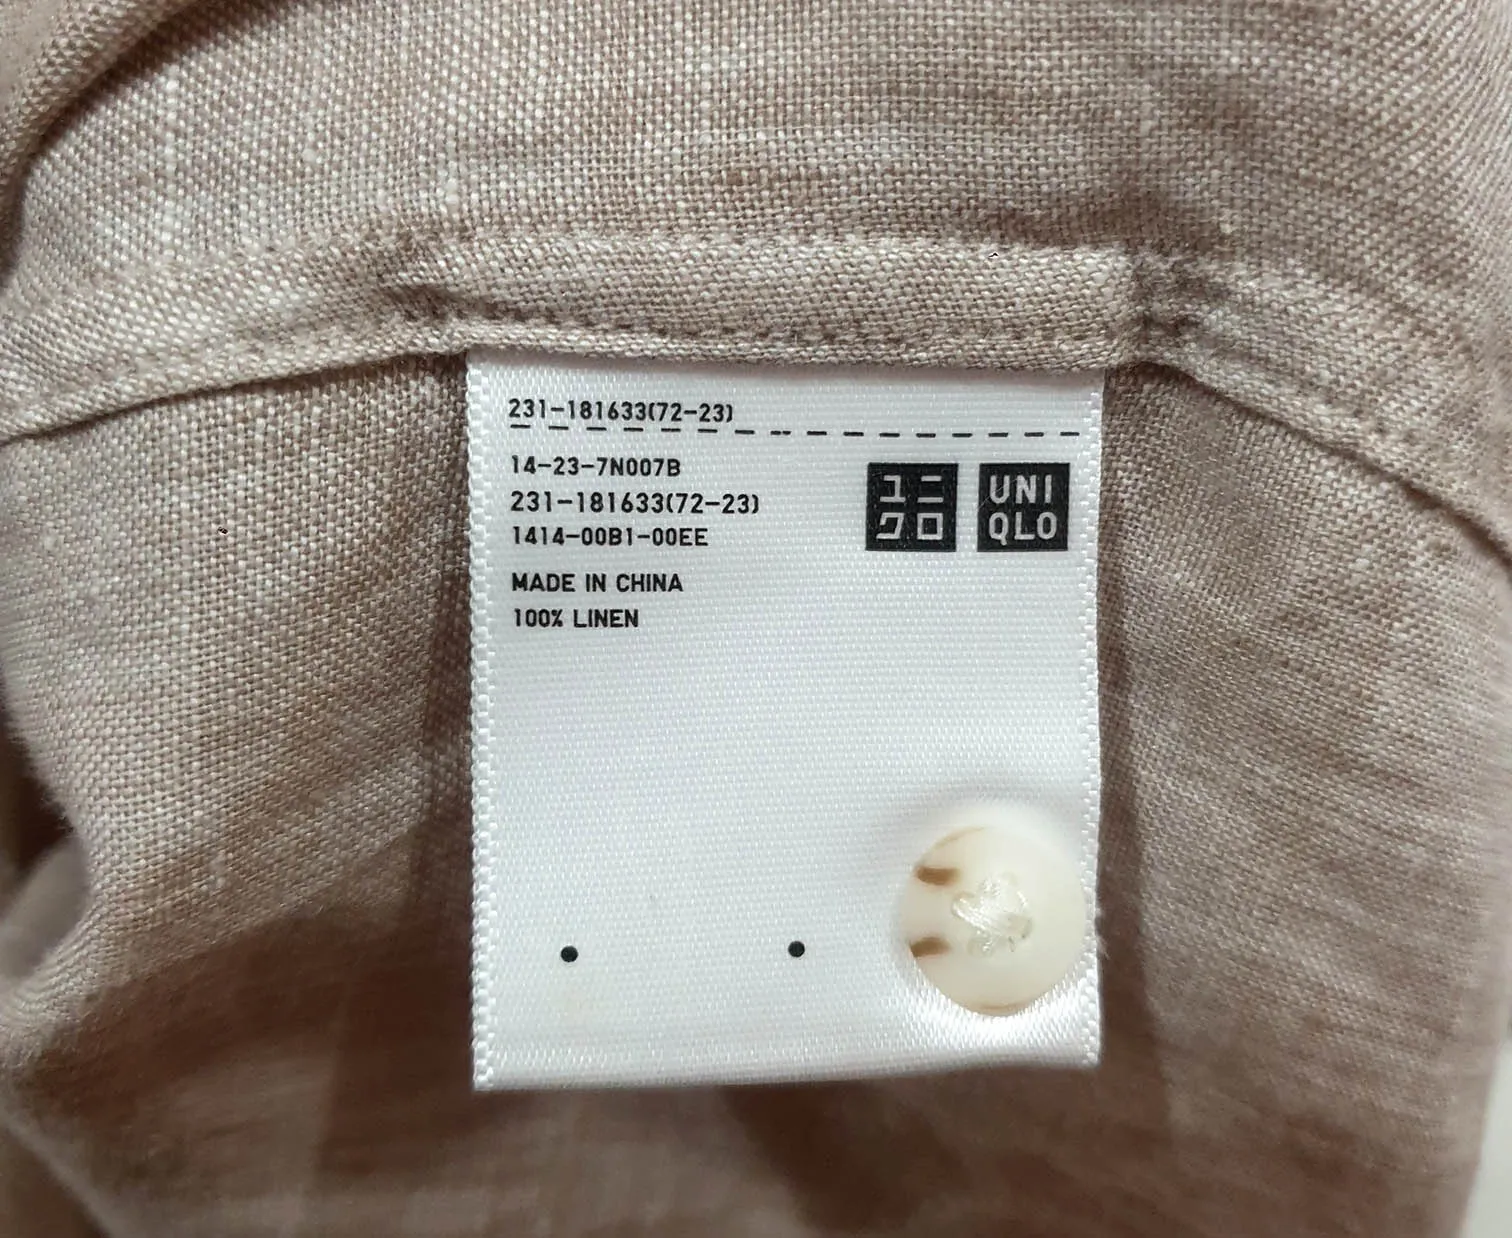 231-181633(72-23)
14-23-7N007B
231-181633(72-23)
1414-00B1-00EE
MADE IN CHINA
100% LINEN
ユニ
クロ
UNI
QLO